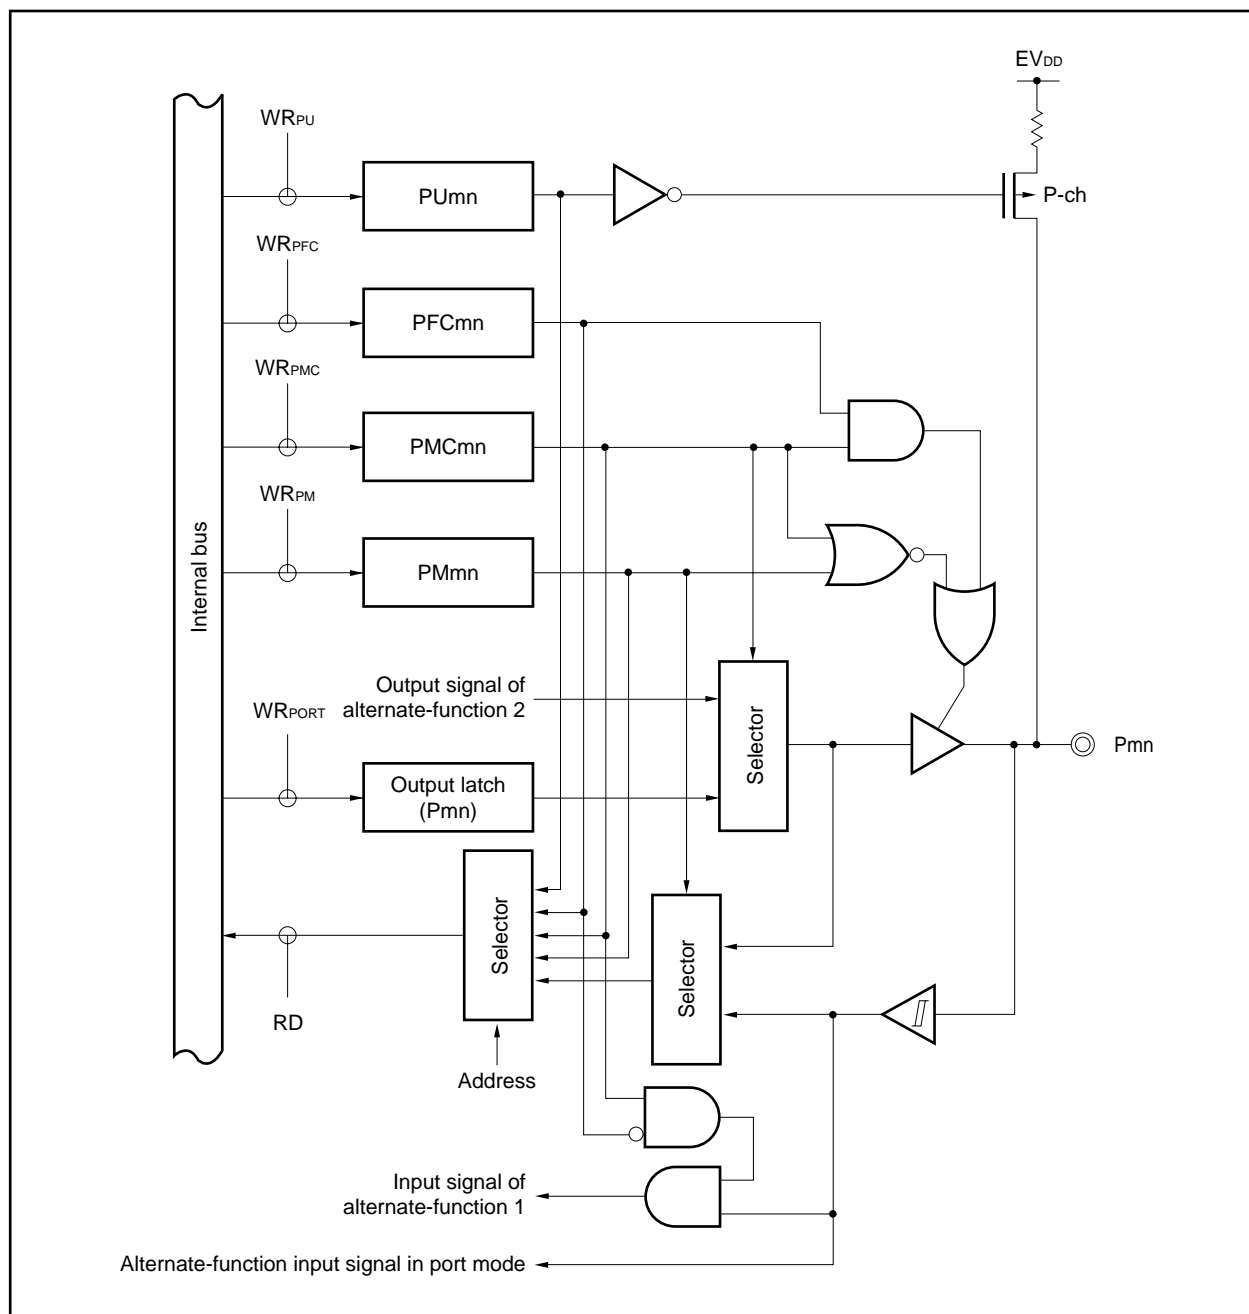 EVDD
WRPU
PUmn
P-ch
WRPFC
PFCmn
WRPMC
PMCmn
WRPM
PMmn
Internal bus
Output signal of
alternate-function 2
Selector
WRPORT
Output latch
(Pmn)
Pmn
Selector
Selector
RD
Address
Input signal of
alternate-function 1
Alternate-function input signal in port mode